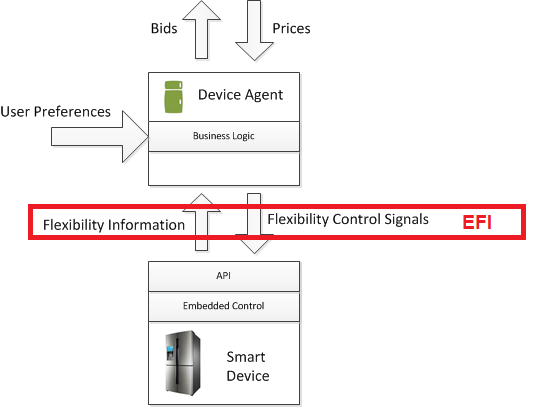 Bids
Prices
Device Agent
User Preferences
Business Logic
Flexibility Information
Flexibility Control Signals
EFI
API
Embedded Control
Smart
Device